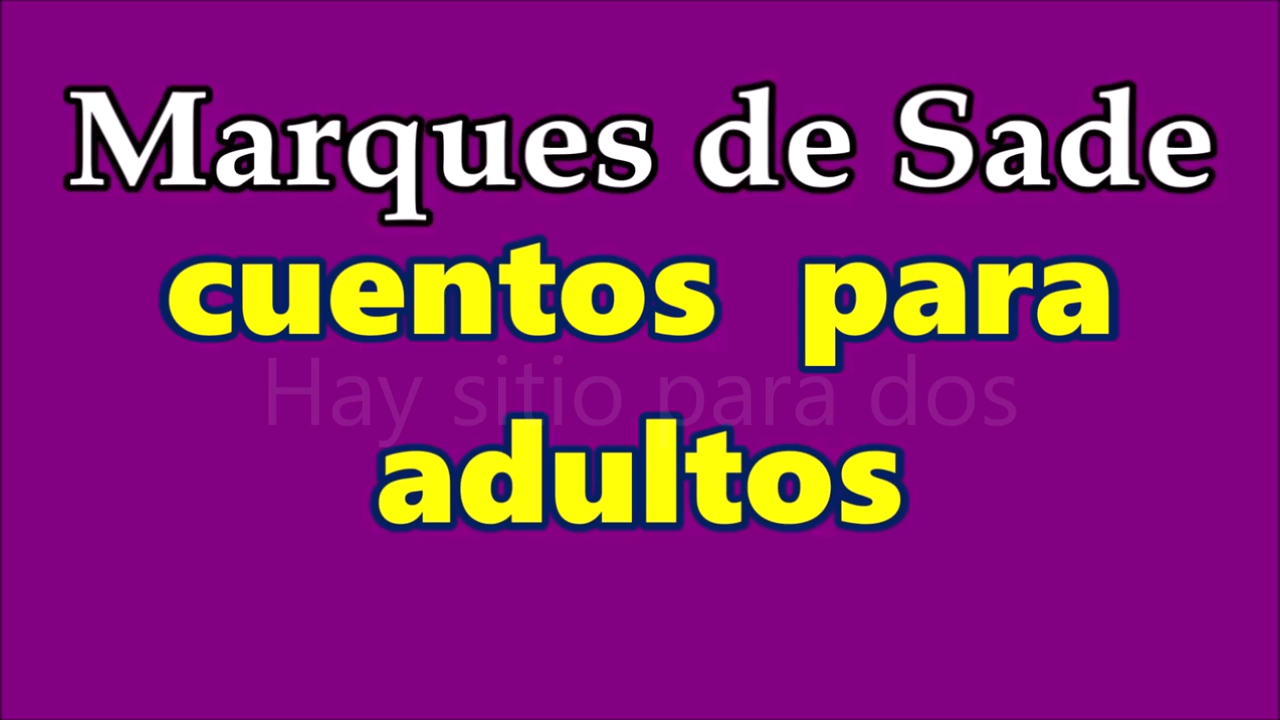 Marques de Sade
cuentos para
Hay sitio para dos
adultos